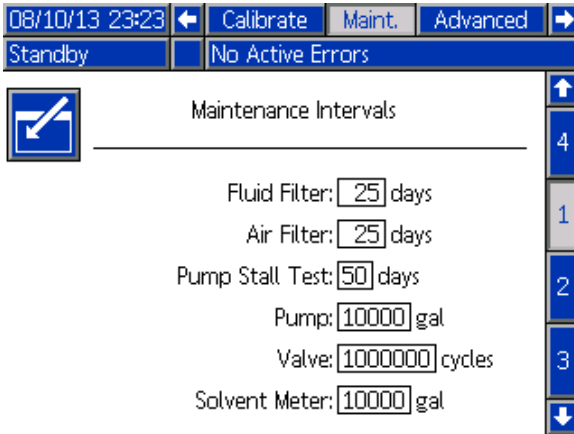 08/10/13 23:23 Calibrate Maint. Advanced
Standby No Active Errors
Maintenance Intervals
4
Fluid Filter: 25 days
1
Air Filter: 25 days
Pump Stall Test: 50 days
2
Pump: 10000 gal
Valve: 1000000 cycles
3
Solvent Meter: 10000 gal